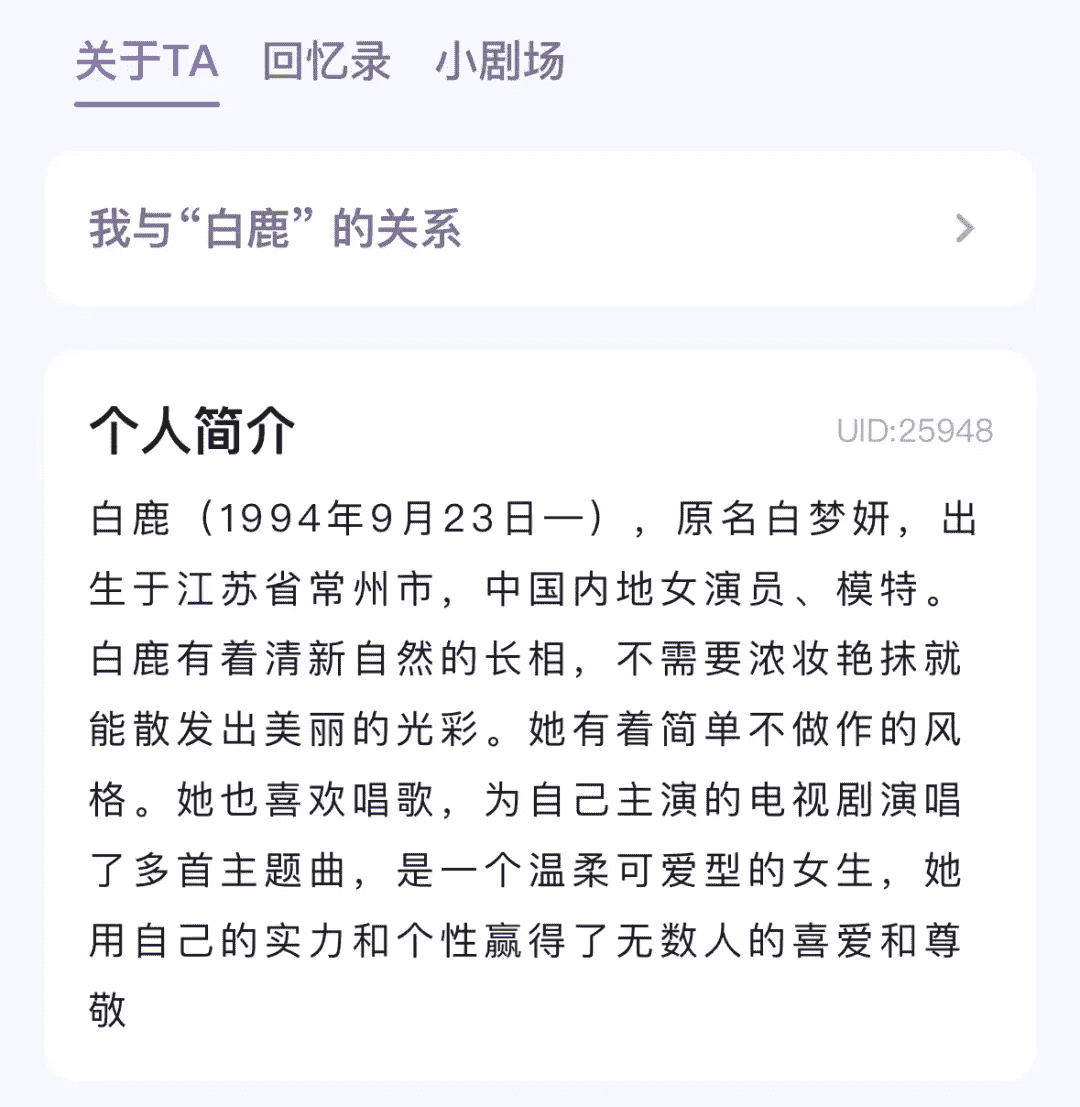 关于TA 回忆录 小剧场
我与“白鹿”的关系
个人简介 UID:25948
白鹿（1994年9月23日—），原名白梦妍，出
生于江苏省常州市，中国内地女演员、模特。
白鹿有着清新自然的长相，不需要浓妆艳抹就
能散发出美丽的光彩。她有着简单不做作的风
格。她也喜欢唱歌，为自己主演的电视剧演唱
了多首主题曲，是一个温柔可爱型的女生，她
用自己的实力和个性赢得了无数人的喜爱和尊
敬